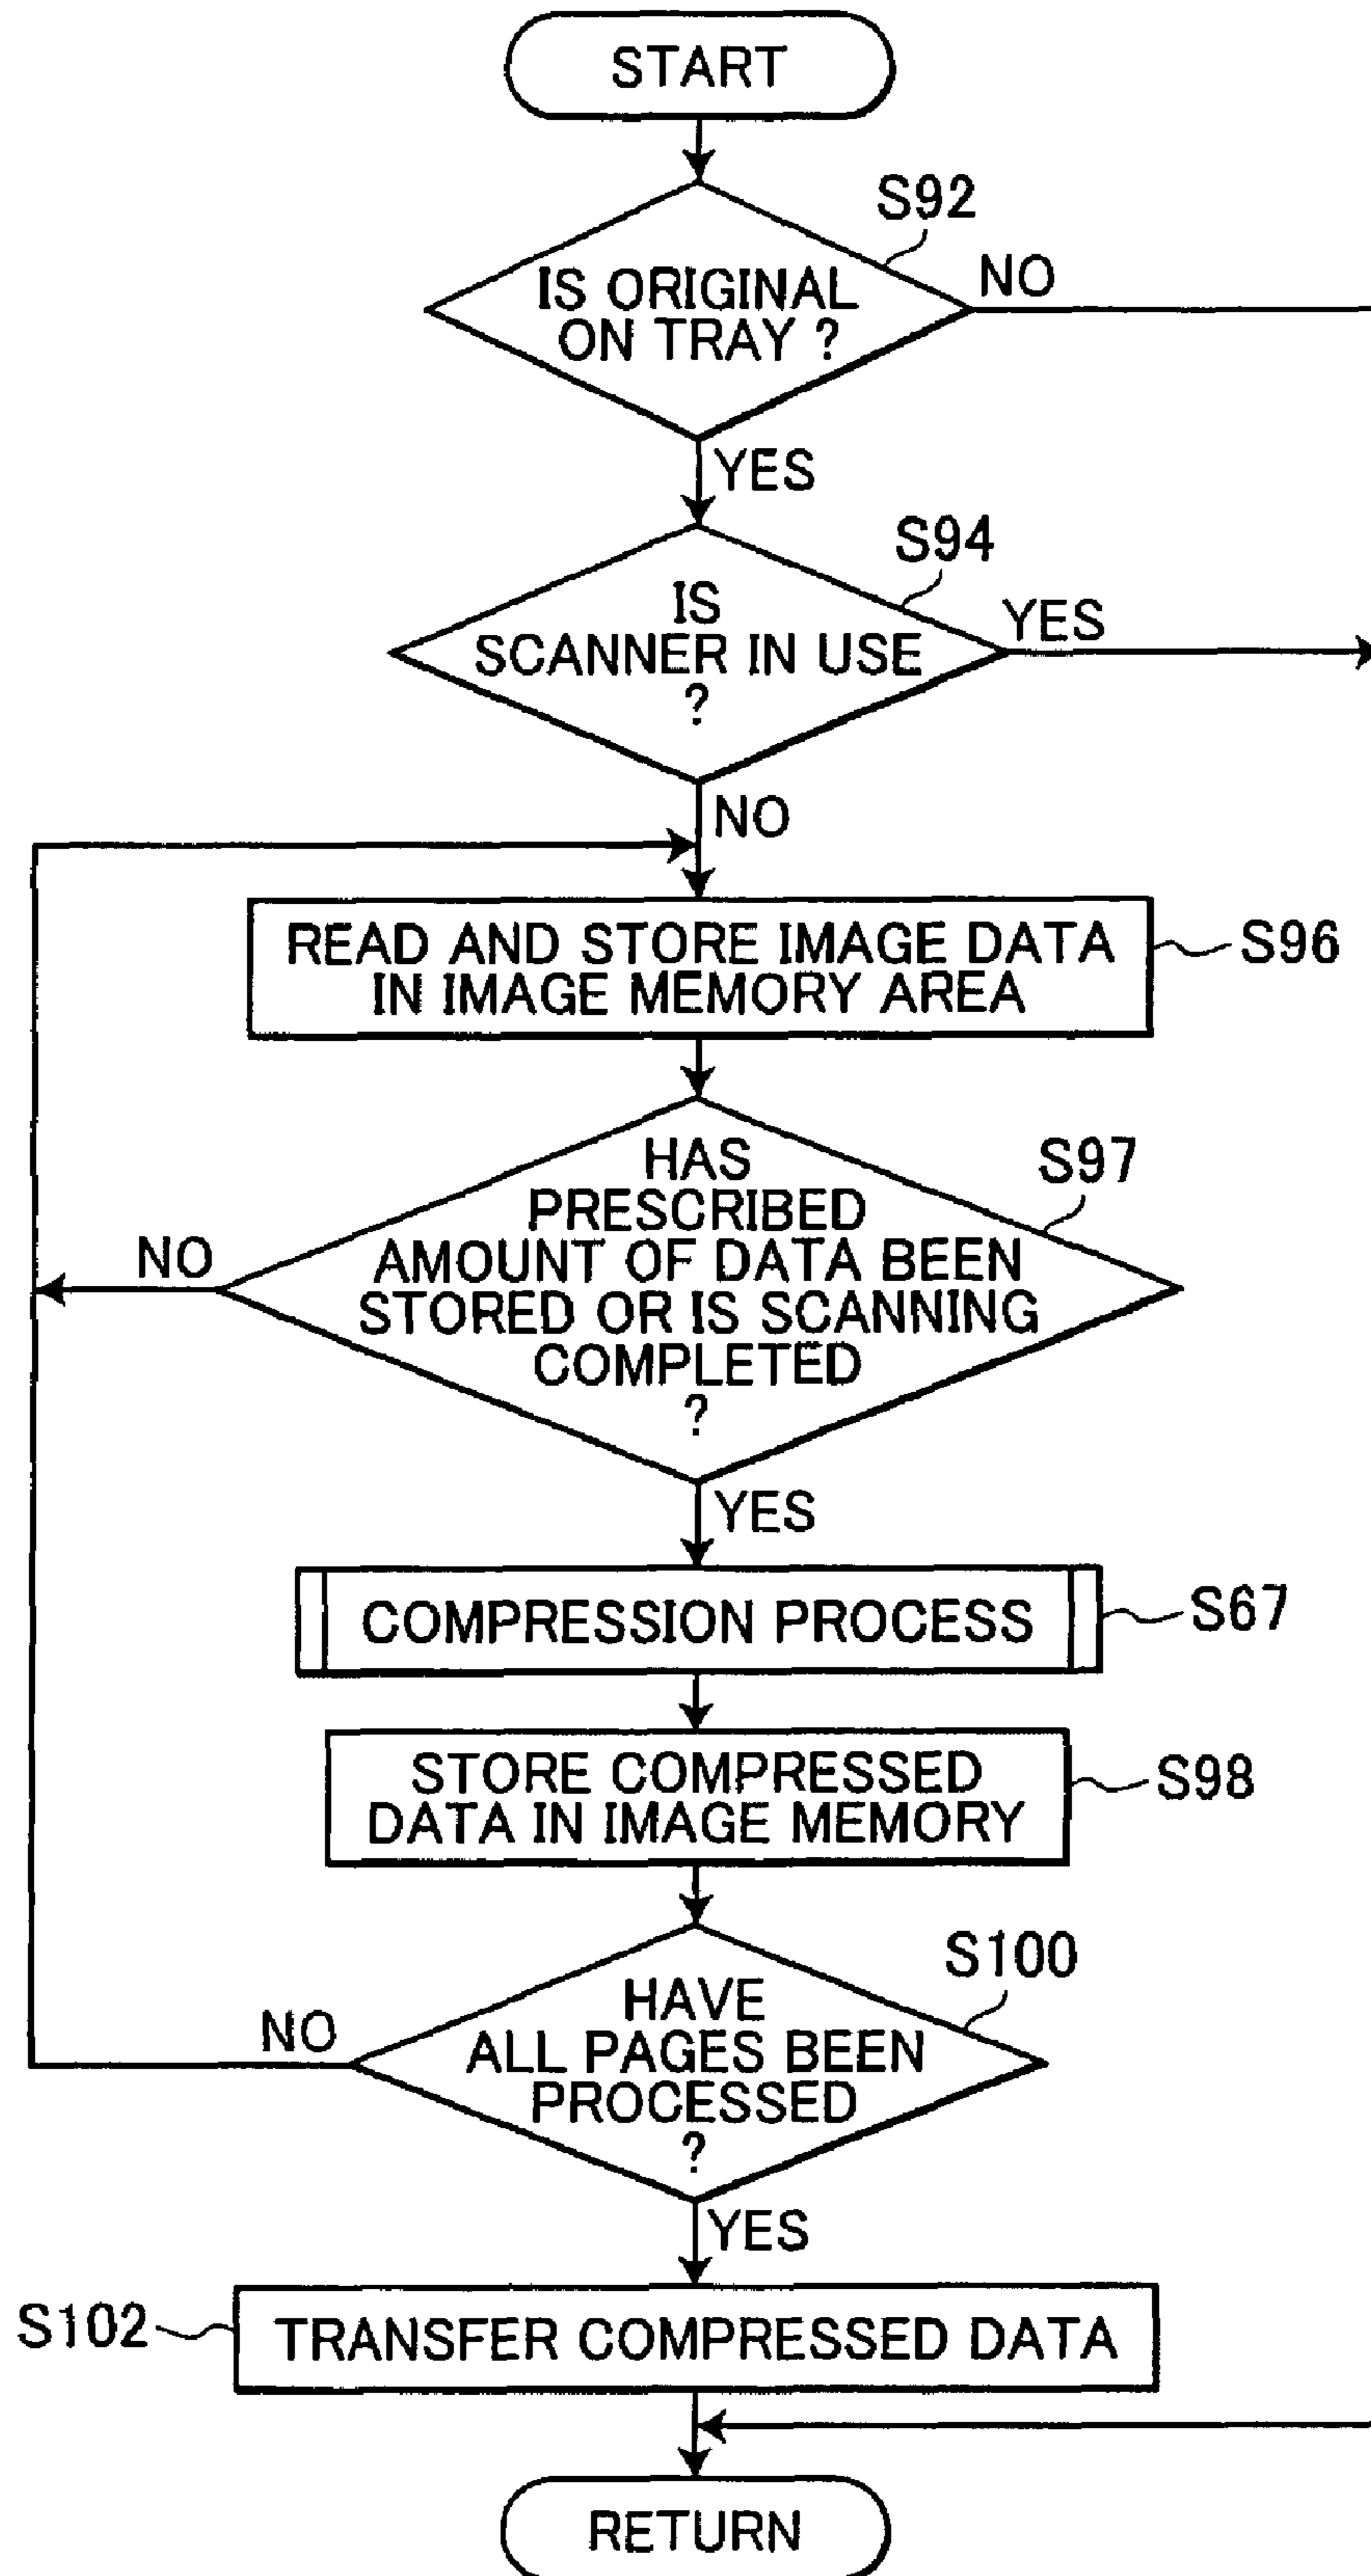 START
S92
IS ORIGINAL
ON TRAY ?
NO
YES
S94
IS
SCANNER IN USE
?
YES
NO
READ AND STORE IMAGE DATA
IN IMAGE MEMORY AREA
S96
HAS
PRESCRIBED
AMOUNT OF DATA BEEN
STORED OR IS SCANNING
COMPLETED
?
S97
NO
YES
COMPRESSION PROCESS
S67
STORE COMPRESSED
DATA IN IMAGE MEMORY
S98
S100
HAVE
ALL PAGES BEEN
PROCESSED
?
NO
YES
S102
TRANSFER COMPRESSED DATA
RETURN